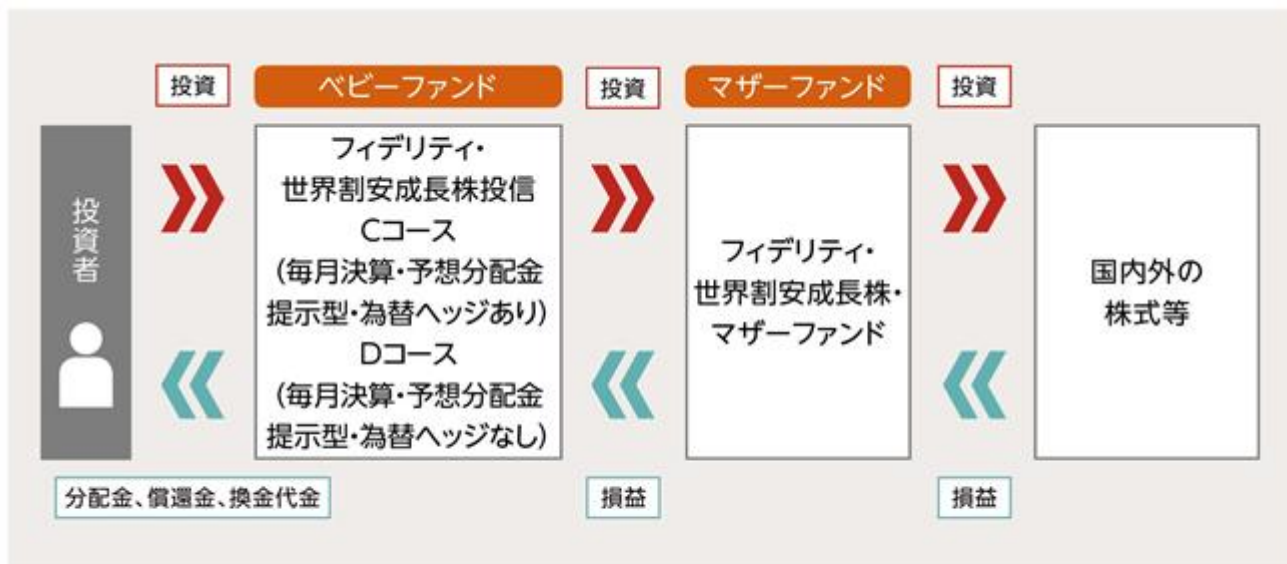 投資
ベビーファンド
投資
マザーファンド
投資
投資者
フィデリティ・
世界割安成長株投信
Cコース
(毎月決算・予想分配金
提示型・為替ヘッジあり)
Dコース
(毎月決算・予想分配金
提示型・為替ヘッジなし)
フィデリティ・
世界割安成長株・
マザーファンド
国内外の
株式等
分配金、償還金、換金代金
損益
損益